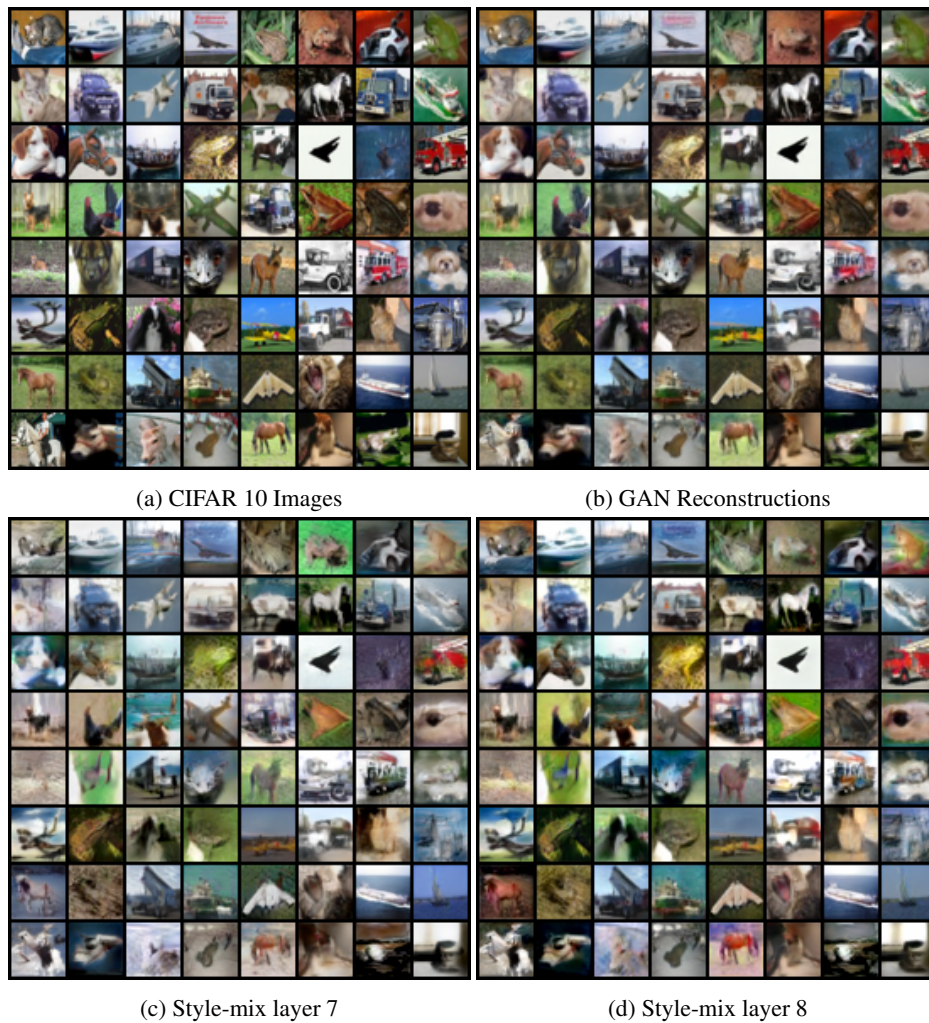 (a) CIFAR 10 Images
(b) GAN Reconstructions
(c) Style-mix layer 7
(d) Style-mix layer 8